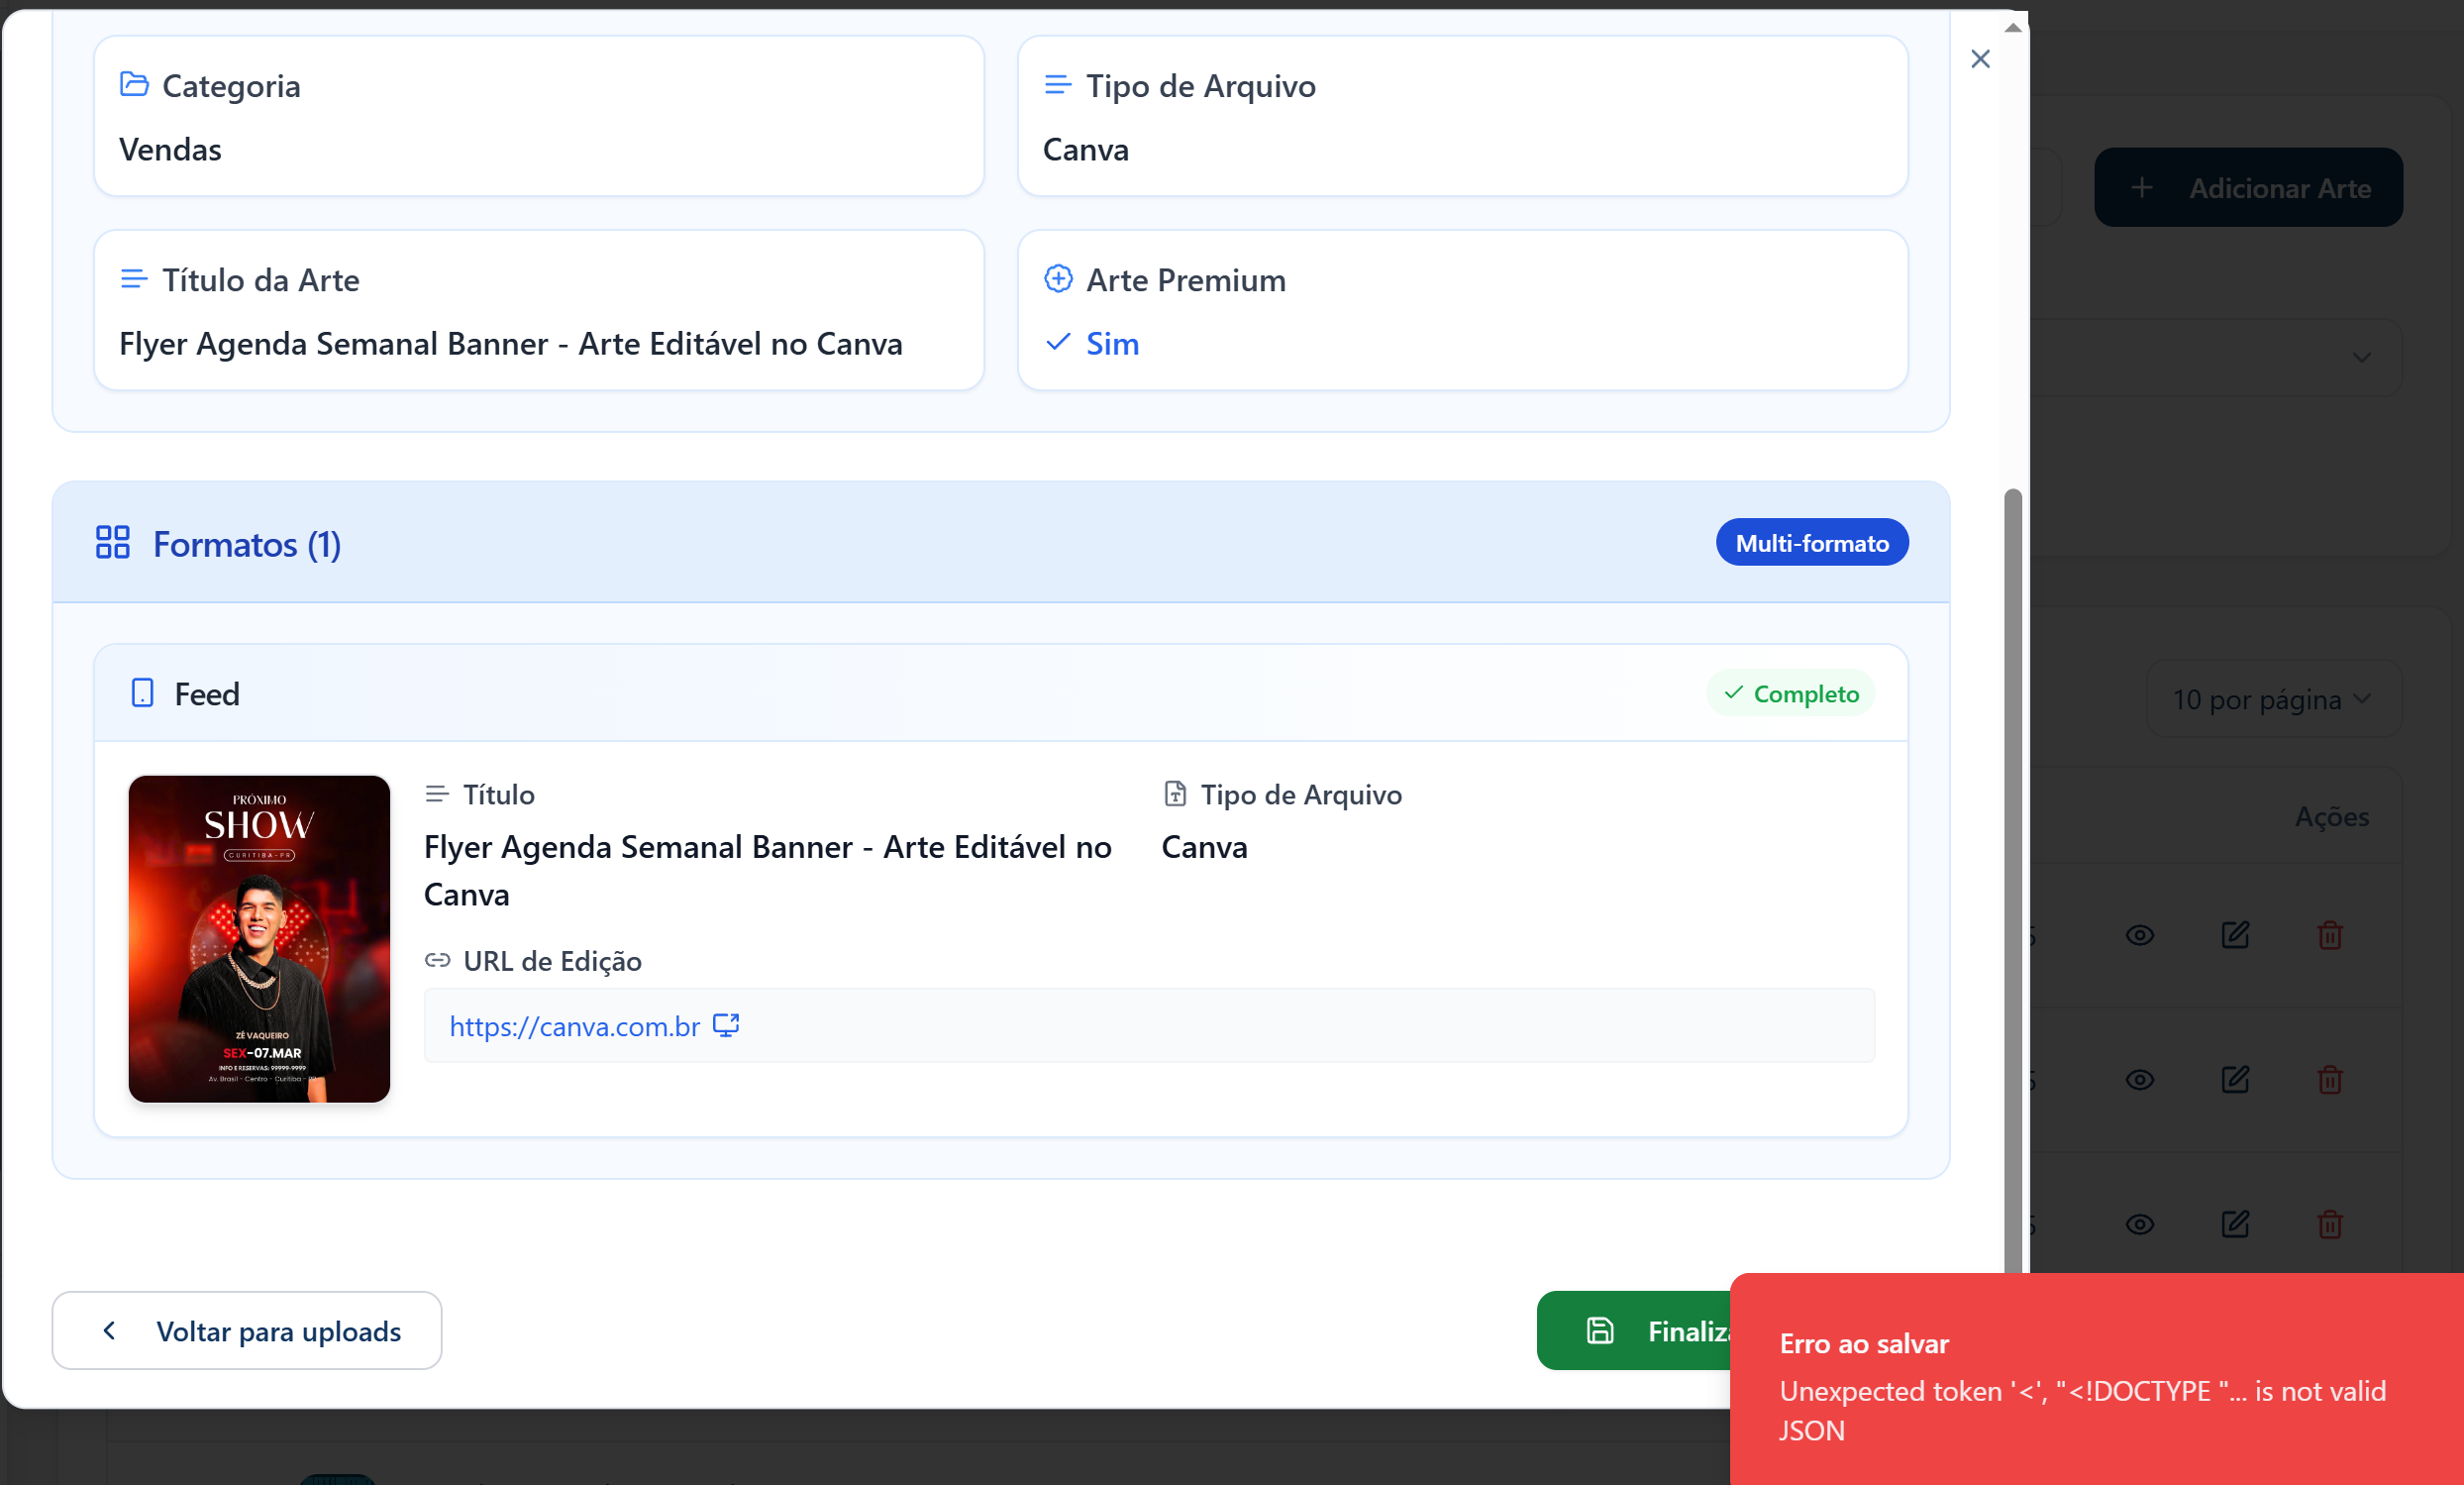 Categoria
Vendas
Tipo de Arquivo
Canva
Título da Arte
Flyer Agenda Semanal Banner - Arte Editável no Canva
Arte Premium
Sim
Adicionar Arte
Formatos (1)
Multi-formato
10 por página
Ações
Feed
Completo
PRÓXIMO
SHOW
CURITIBA-PR
ZÉ VAQUEIRO
SEX-07.MAR
INFO E RESERVAS: 99999-9999
Av. Brasil - Centro - Curitiba - PR
Título
Flyer Agenda Semanal Banner - Arte Editável no
Canva
Tipo de Arquivo
Canva
URL de Edição
https://canva.com.br
Voltar para uploads
Finaliza
Erro ao salvar
Unexpected token '<', "<!DOCTYPE "... is not valid
JSON